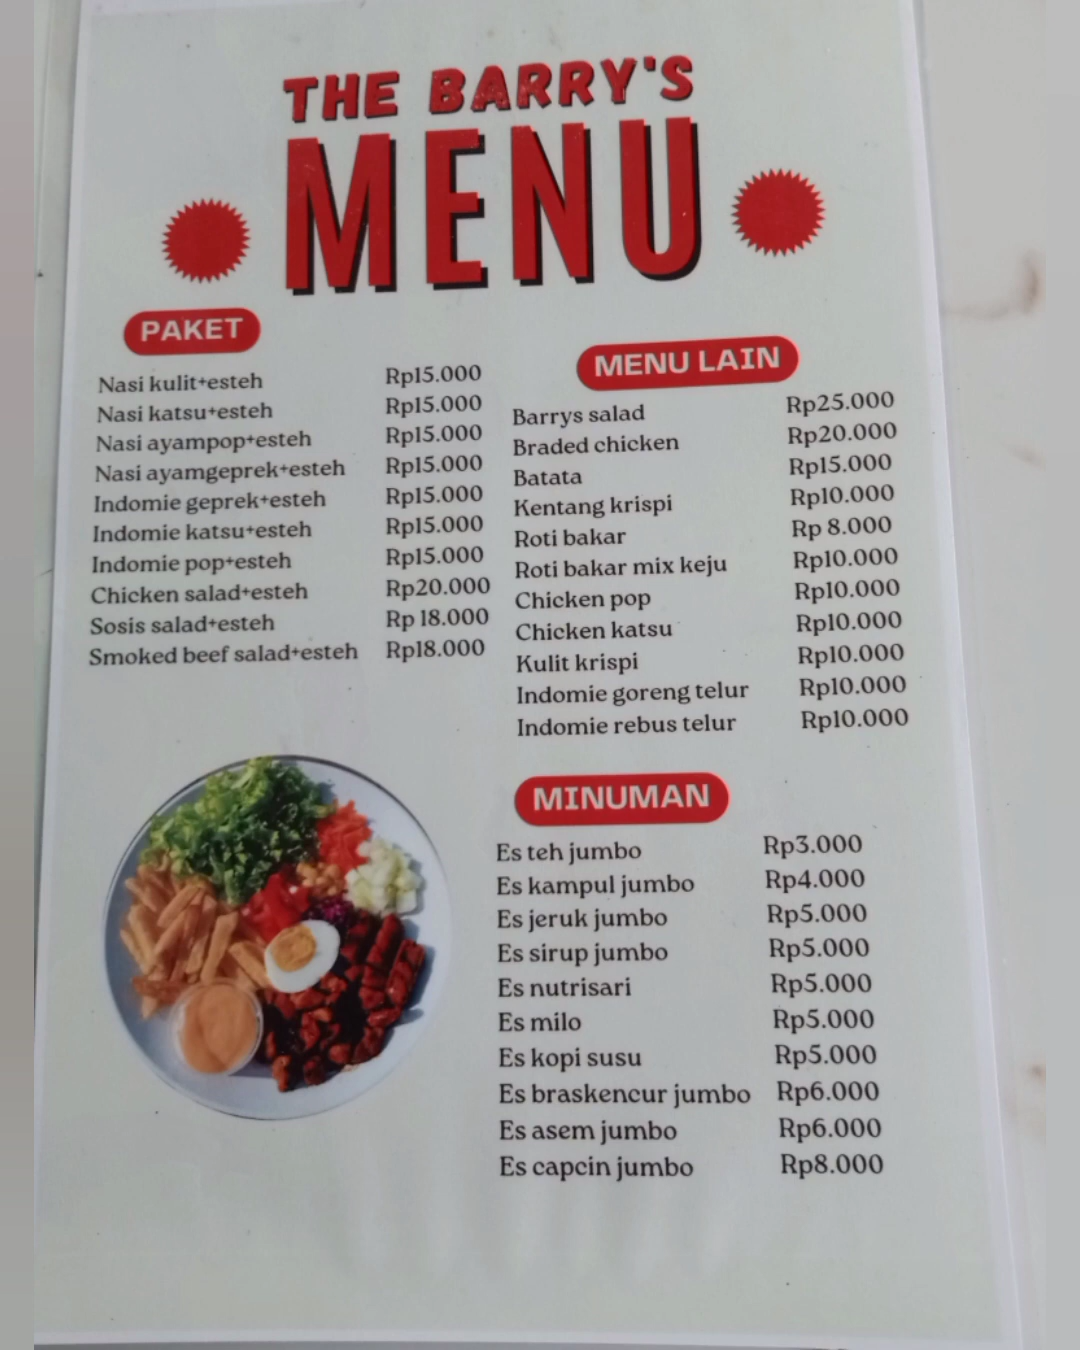 THE BARRY'S
MENU
PAKET
Nasi kulit+esteh Rp15.000
Nasi katsu+esteh Rp15.000
Nasi ayampop+esteh Rp15.000
Nasi ayamgeprek+esteh Rp15.000
Indomie geprek+esteh Rp15.000
Indomie katsu+esteh Rp15.000
Indomie pop+esteh Rp15.000
Chicken salad+esteh Rp20.000
Sosis salad+esteh Rp 18.000
Smoked beef salad+esteh Rp18.000
MENU LAIN
Barrys salad Rp25.000
Braded chicken Rp20.000
Batata Rp15.000
Kentang krispi Rp10.000
Roti bakar Rp 8.000
Roti bakar mix keju Rp10.000
Chicken pop Rp10.000
Chicken katsu Rp10.000
Kulit krispi Rp10.000
Indomie goreng telur Rp10.000
Indomie rebus telur Rp10.000
MINUMAN
Es teh jumbo Rp3.000
Es kampul jumbo Rp4.000
Es jeruk jumbo Rp5.000
Es sirup jumbo Rp5.000
Es nutrisari Rp5.000
Es milo Rp5.000
Es kopi susu Rp5.000
Es braskencur jumbo Rp6.000
Es asem jumbo Rp6.000
Es capcin jumbo Rp8.000